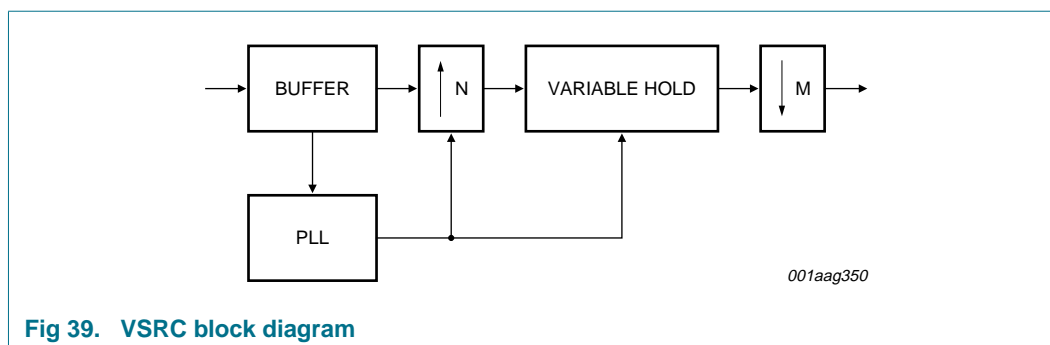 BUFFER
N
VARIABLE HOLD
M
PLL
001aag350
Fig 39. VSRC block diagram